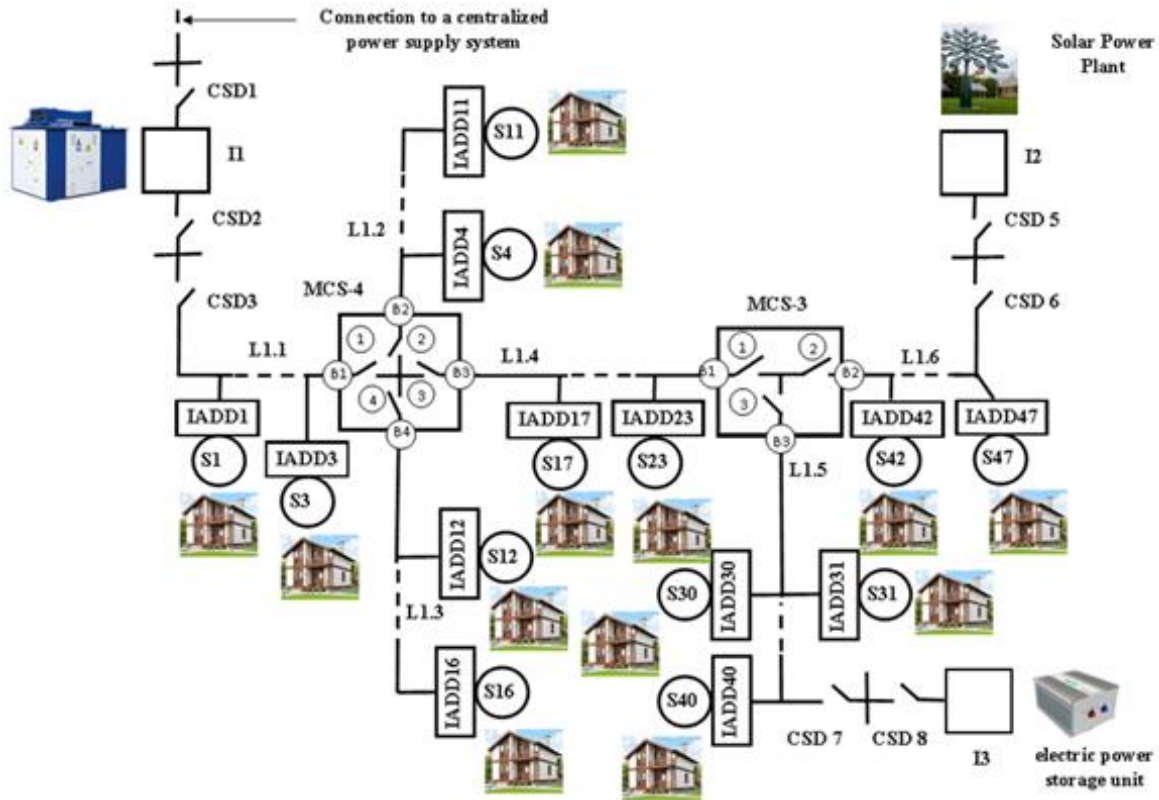 Connection to a centralized
power supply system
Solar Power
Plant
CSD1
I1
CSD2
CSD3
IADD11
S11
L1.2
IADD4
S4
I2
CSD 5
CSD 6
MCS-4
B2
1
2
B1
B3
4
3
B4
L1.1
L1.4
MCS-3
1
2
B1
B2
3
B3
L1.6
L1.5
IADD1
S1
IADD3
S3
IADD17
S17
IADD23
S23
IADD42
S42
IADD47
S47
IADD12
S12
L1.3
IADD16
S16
S30
IADD30
IADD31
S31
S40
IADD40
CSD 7
CSD 8
I3
electric power
storage unit